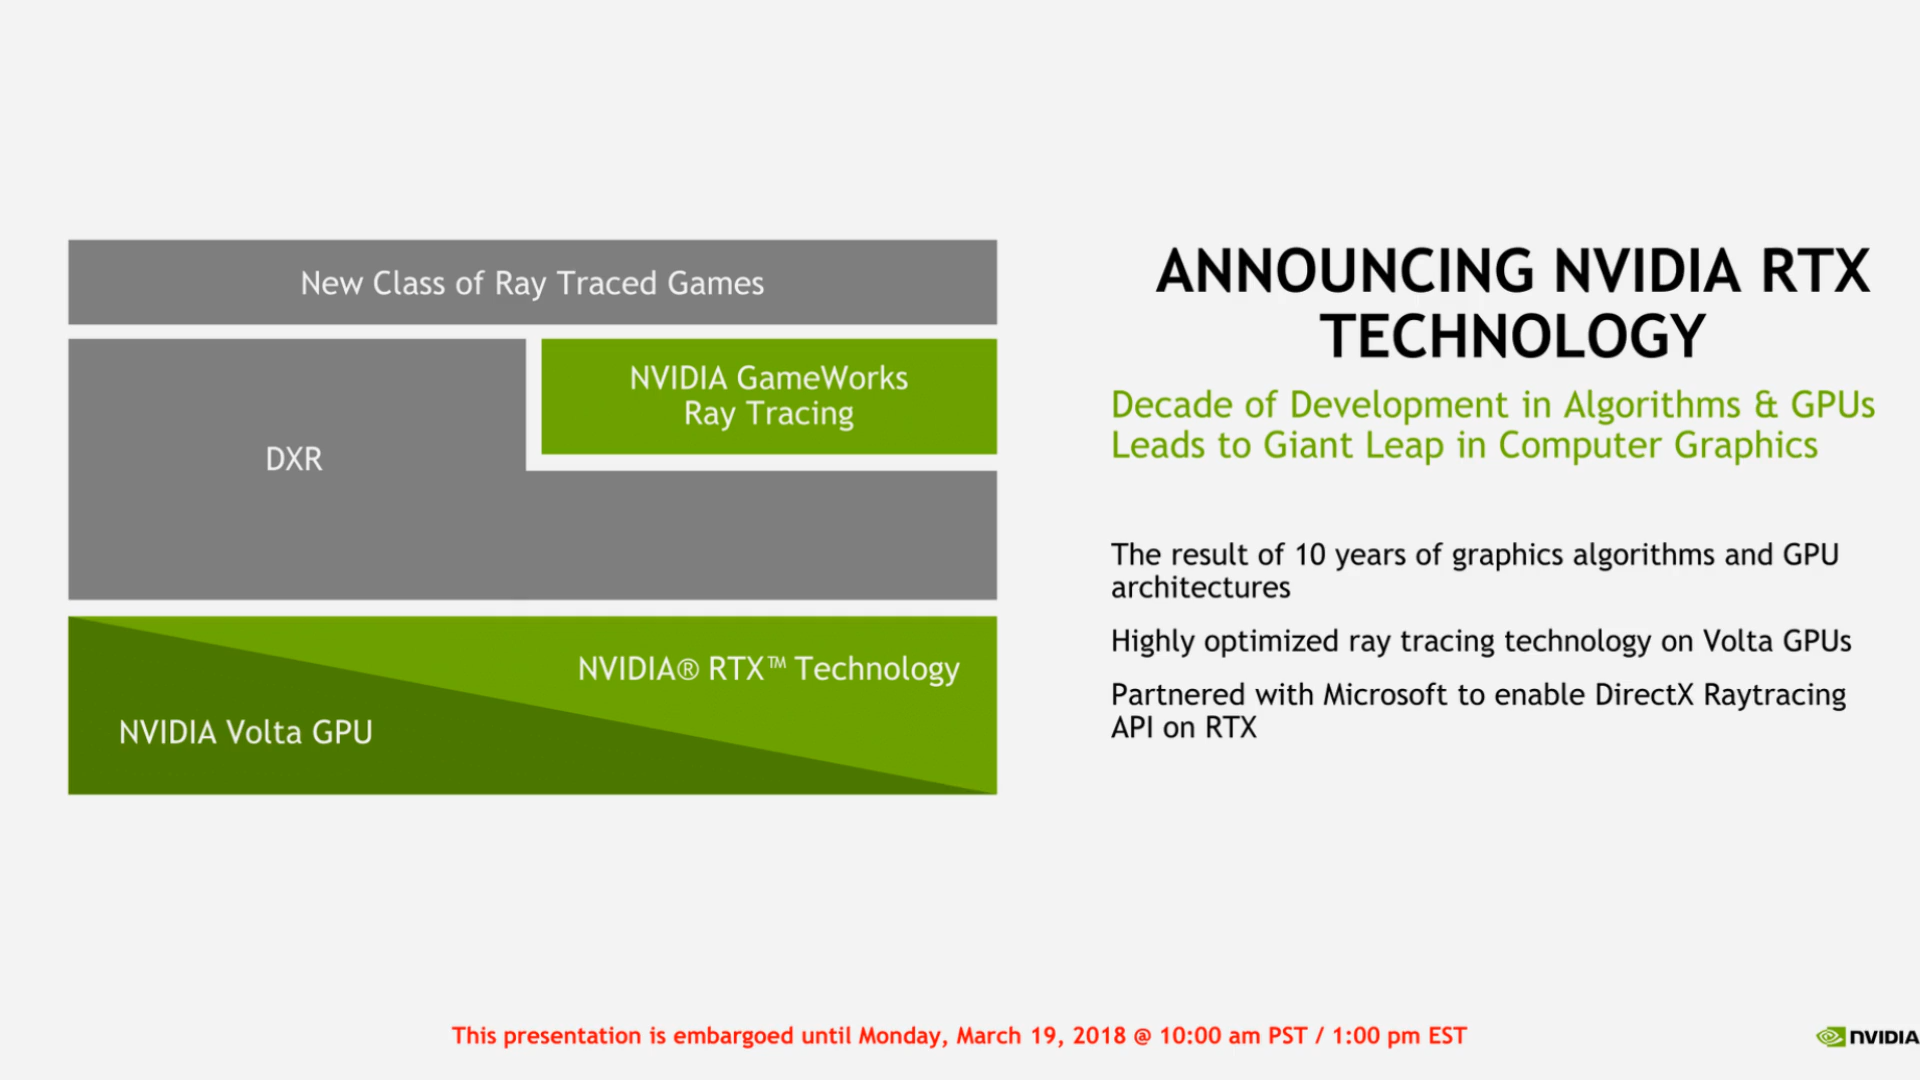 New Class of Ray Traced Games
NVIDIA GameWorks
Ray Tracing
DXR
NVIDIA® RTX™ Technology
NVIDIA Volta GPU
ANNOUNCING NVIDIA RTX
TECHNOLOGY
Decade of Development in Algorithms & GPUs
Leads to Giant Leap in Computer Graphics
The result of 10 years of graphics algorithms and GPU
architectures
Highly optimized ray tracing technology on Volta GPUs
Partnered with Microsoft to enable DirectX Raytracing
API on RTX
This presentation is embargoed until Monday, March 19, 2018 @ 10:00 am PST / 1:00 pm EST
NVIDIA